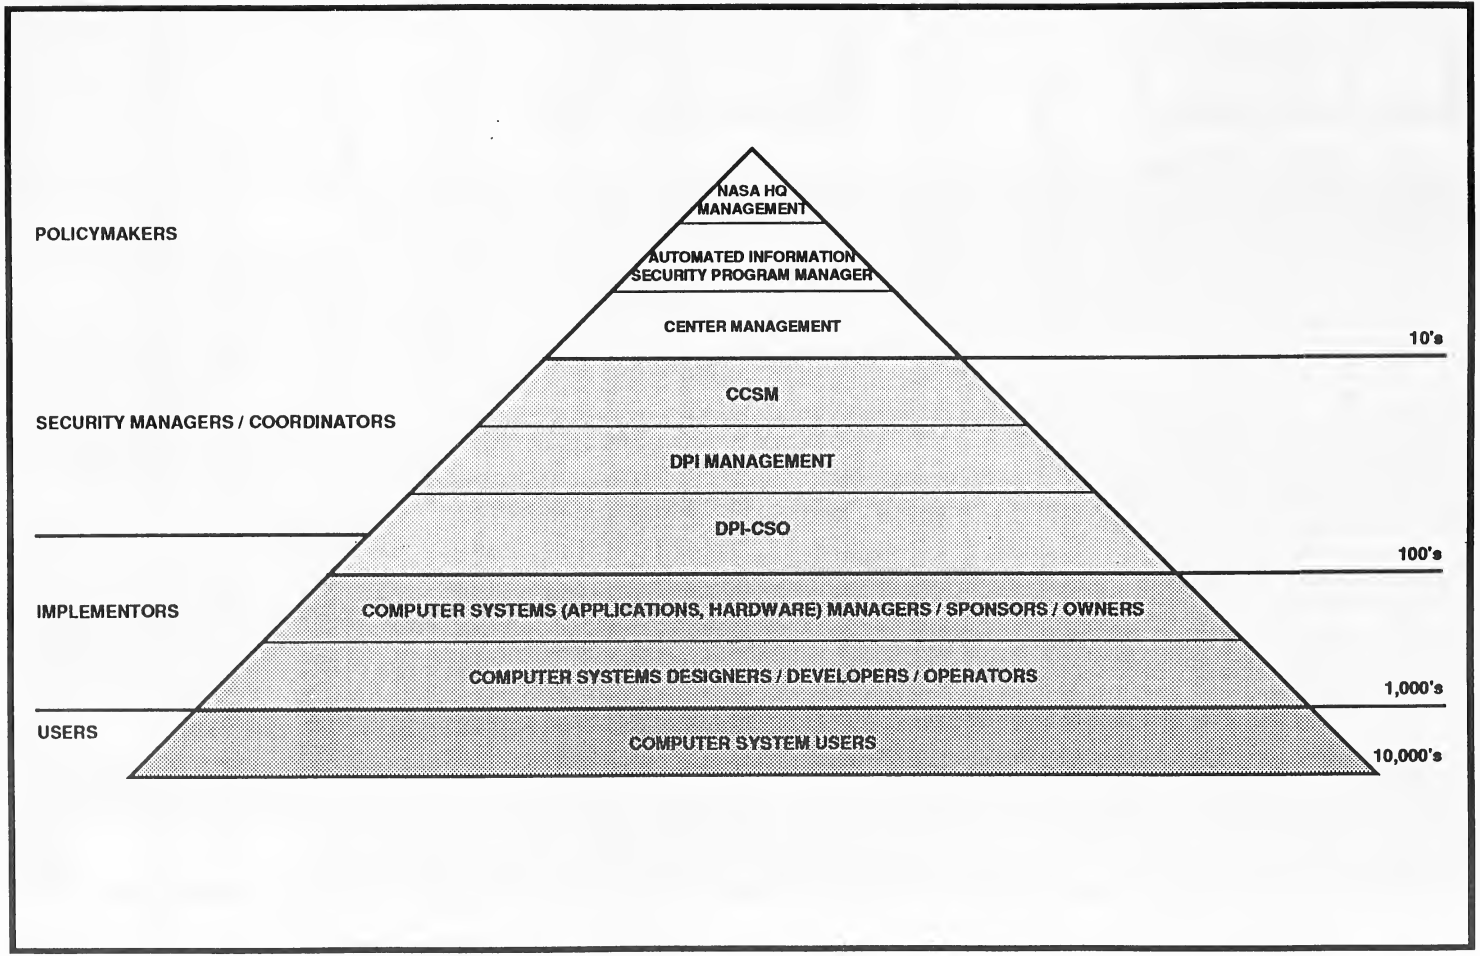 NASA HQ
MANAGEMENT
POLICYMAKERS
AUTOMATED INFORMATION
SECURITY PROGRAM MANAGER
CENTER MANAGEMENT
10's
CCSM
SECURITY MANAGERS / COORDINATORS
DPI MANAGEMENT
DPI-CSO
100's
IMPLEMENTORS
COMPUTER SYSTEMS (APPLICATIONS, HARDWARE) MANAGERS / SPONSORS / OWNERS
COMPUTER SYSTEMS DESIGNERS / DEVELOPERS / OPERATORS
1,000's
USERS
COMPUTER SYSTEM USERS
10,000's